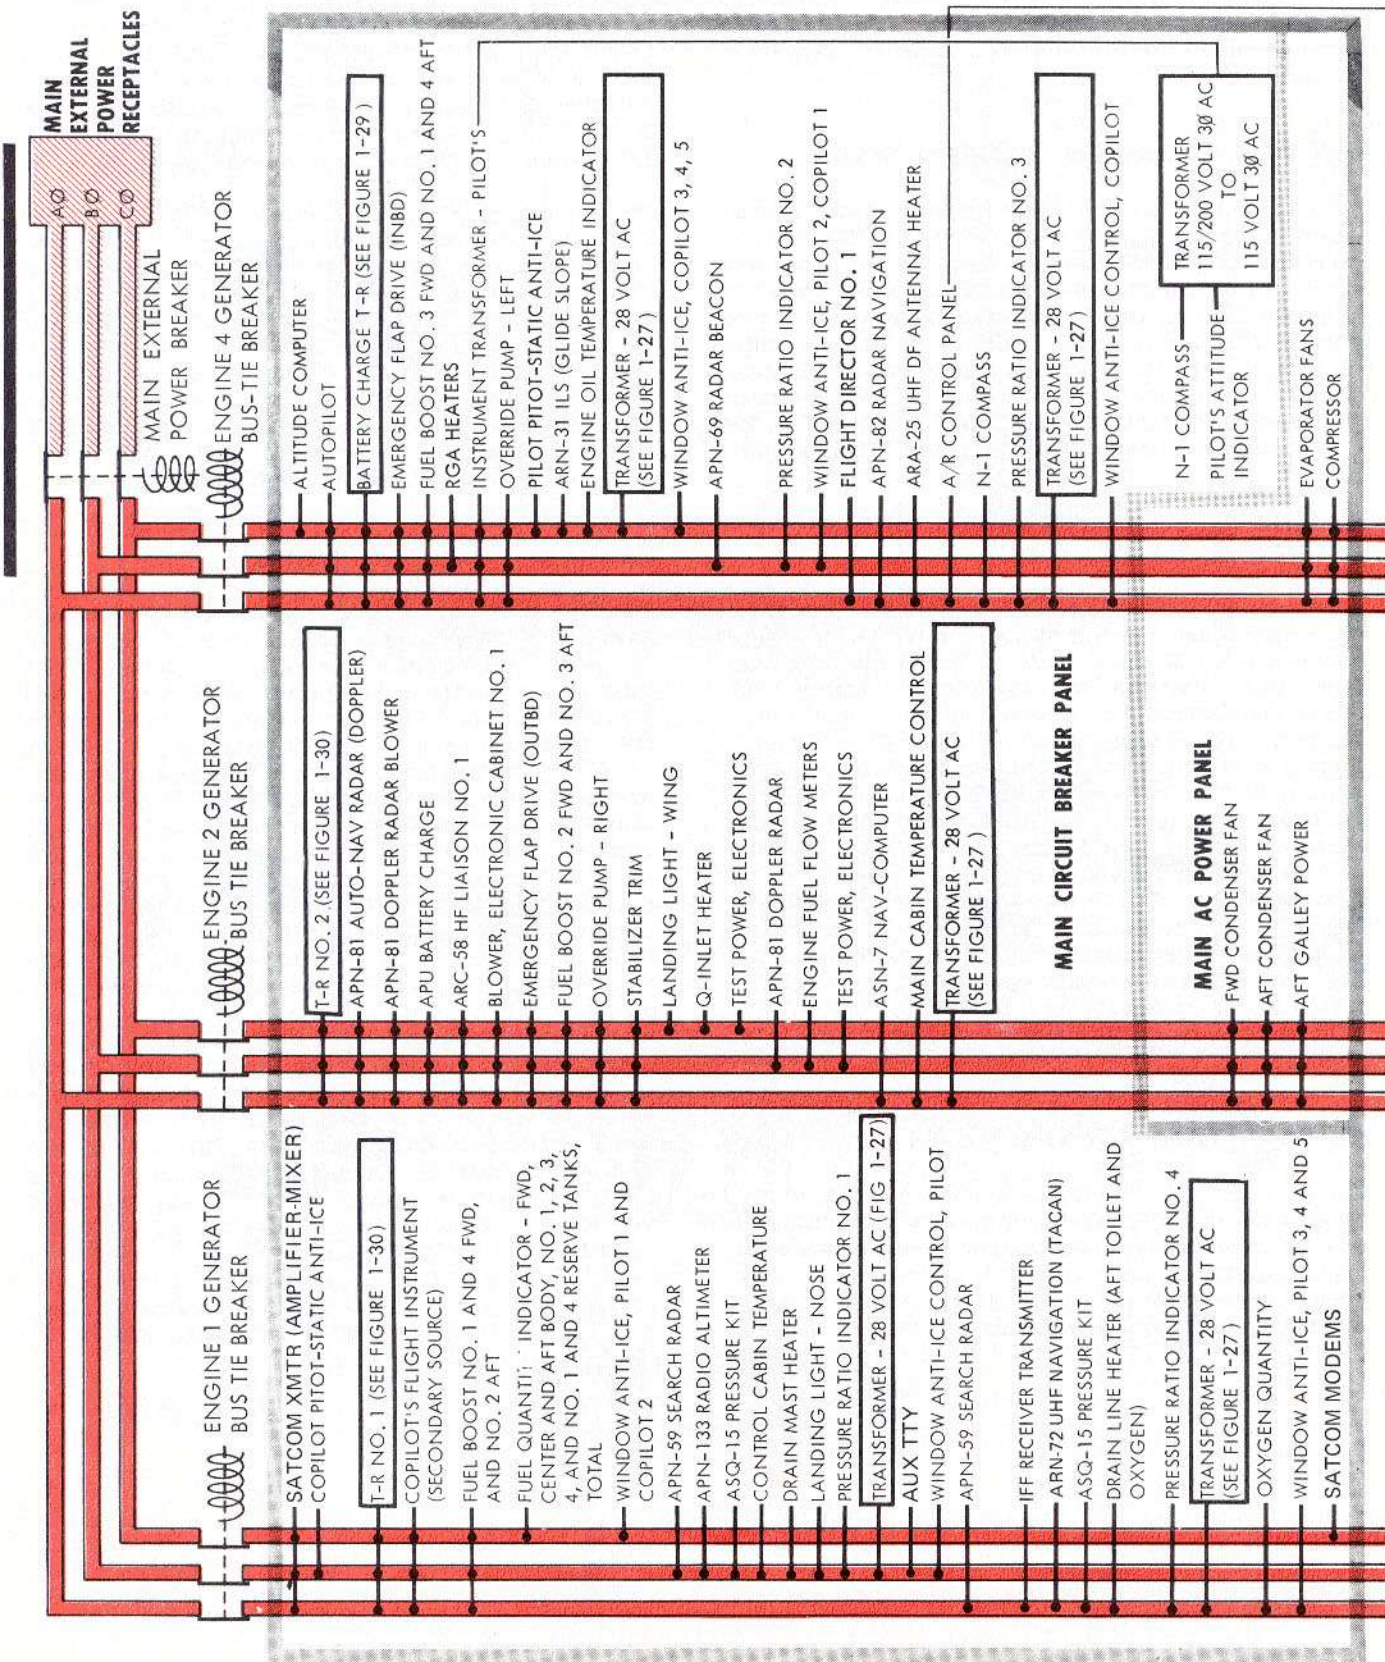 MAIN
EXTERNAL
POWER
RECEPTACLES
AØ
BØ
CØ
MAIN EXTERNAL
POWER BREAKER
ENGINE 4 GENERATOR
BUS-TIE BREAKER
ALTITUDE COMPUTER
AUTOPILOT
BATTERY CHARGE T-R (SEE FIGURE 1-29)
EMERGENCY FLAP DRIVE (INBD)
FUEL BOOST NO. 3 FWD AND NO. 1 AND 4 AFT
RGA HEATERS
INSTRUMENT TRANSFORMER - PILOT'S
OVERRIDE PUMP - LEFT
PILOT PITOT-STATIC ANTI-ICE
ARN-31 ILS (GLIDE SLOPE)
ENGINE OIL TEMPERATURE INDICATOR
TRANSFORMER - 28 VOLT AC
(SEE FIGURE 1-27)
WINDOW ANTI-ICE, COPILOT 3, 4, 5
APN-69 RADAR BEACON
PRESSURE RATIO INDICATOR NO. 2
WINDOW ANTI-ICE, PILOT 2, COPILOT 1
FLIGHT DIRECTOR NO. 1
APN-82 RADAR NAVIGATION
ARA-25 UHF DF ANTENNA HEATER
A/R CONTROL PANEL
N-1 COMPASS
PRESSURE RATIO INDICATOR NO. 3
TRANSFORMER - 28 VOLT AC
(SEE FIGURE 1-27)
WINDOW ANTI-ICE CONTROL, COPILOT
N-1 COMPASS
PILOT'S ATTITUDE
INDICATOR
TRANSFORMER
115/200 VOLT 3Ø AC
TO
115 VOLT 3Ø AC
EVAPORATOR FANS
COMPRESSOR
ENGINE 2 GENERATOR
BUS TIE BREAKER
T-R NO. 2 (SEE FIGURE 1-30)
APN-81 AUTO-NAV RADAR (DOPPLER)
APN-81 DOPPLER RADAR BLOWER
APU BATTERY CHARGE
ARC-58 HF LIAISON NO. 1
BLOWER, ELECTRONIC CABINET NO. 1
EMERGENCY FLAP DRIVE (OUTBD)
FUEL BOOST NO. 2 FWD AND NO. 3 AFT
OVERRIDE PUMP - RIGHT
STABILIZER TRIM
LANDING LIGHT - WING
Q-INLET HEATER
TEST POWER, ELECTRONICS
APN-81 DOPPLER RADAR
ENGINE FUEL FLOW METERS
TEST POWER, ELECTRONICS
ASN-7 NAV-COMPUTER
MAIN CABIN TEMPERATURE CONTROL
TRANSFORMER - 28 VOLT AC
(SEE FIGURE 1-27)
MAIN CIRCUIT BREAKER PANEL
MAIN AC POWER PANEL
FWD CONDENSER FAN
AFT CONDENSER FAN
AFT GALLEY POWER
ENGINE 1 GENERATOR
BUS TIE BREAKER
SATCOM XMTR (AMPLIFIER-MIXER)
COPILOT PITOT-STATIC ANTI-ICE
T-R NO. 1 (SEE FIGURE 1-30)
COPILOT'S FLIGHT INSTRUMENT
(SECONDARY SOURCE)
FUEL BOOST NO. 1 AND 4 FWD,
AND NO. 2 AFT
FUEL INDICATOR - FWD,
CENTER AND AFT BODY, NO. 1, 2, 3,
4, AND NO. 1 AND 4 RESERVE TANKS,
TOTAL
WINDOW ANTI-ICE, PILOT 1 AND
COPILOT 2
APN-59 SEARCH RADAR
APN-133 RADIO ALTIMETER
ASQ-15 PRESSURE KIT
CONTROL CABIN TEMPERATURE
DRAIN MAST HEATER
LANDING LIGHT - NOSE
PRESSURE RATIO INDICATOR NO. 1
TRANSFORMER - 28 VOLT AC (FIG 1-27)
AUX TTY
WINDOW ANTI-ICE CONTROL, PILOT
APN-59 SEARCH RADAR
IFF RECEIVER TRANSMITTER
ARN-72 UHF NAVIGATION (TACAN)
ASQ-15 PRESSURE KIT
DRAIN LINE HEATER (AFT TOILET AND
OXYGEN)
PRESSURE RATIO INDICATOR NO. 4
TRANSFORMER - 28 VOLT AC
(SEE FIGURE 1-27)
OXYGEN QUANTITY
WINDOW ANTI-ICE, PILOT 3, 4 AND 5
SATCOM MODEMS